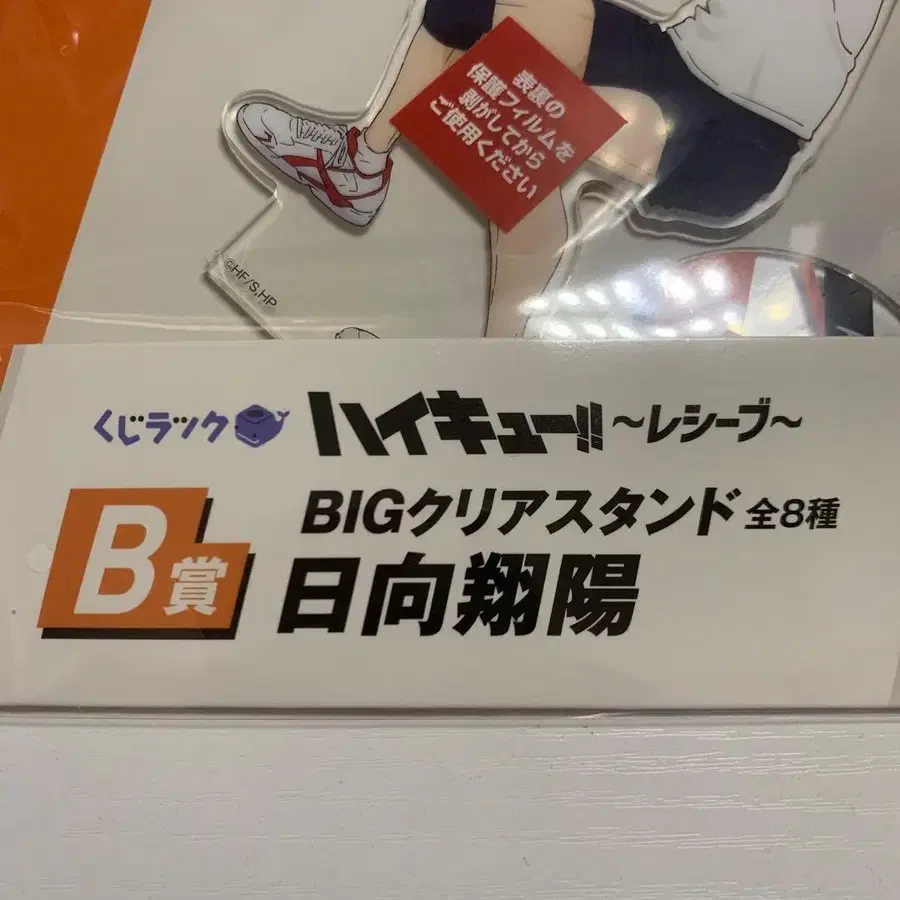 表裏の
保護フィルムを
剥がしてから
ご使用ください
©HF/S,HP
くじラック ハイキュー!! 〜レシーブ〜
B賞 BIGクリアスタンド 全8種
日向翔陽